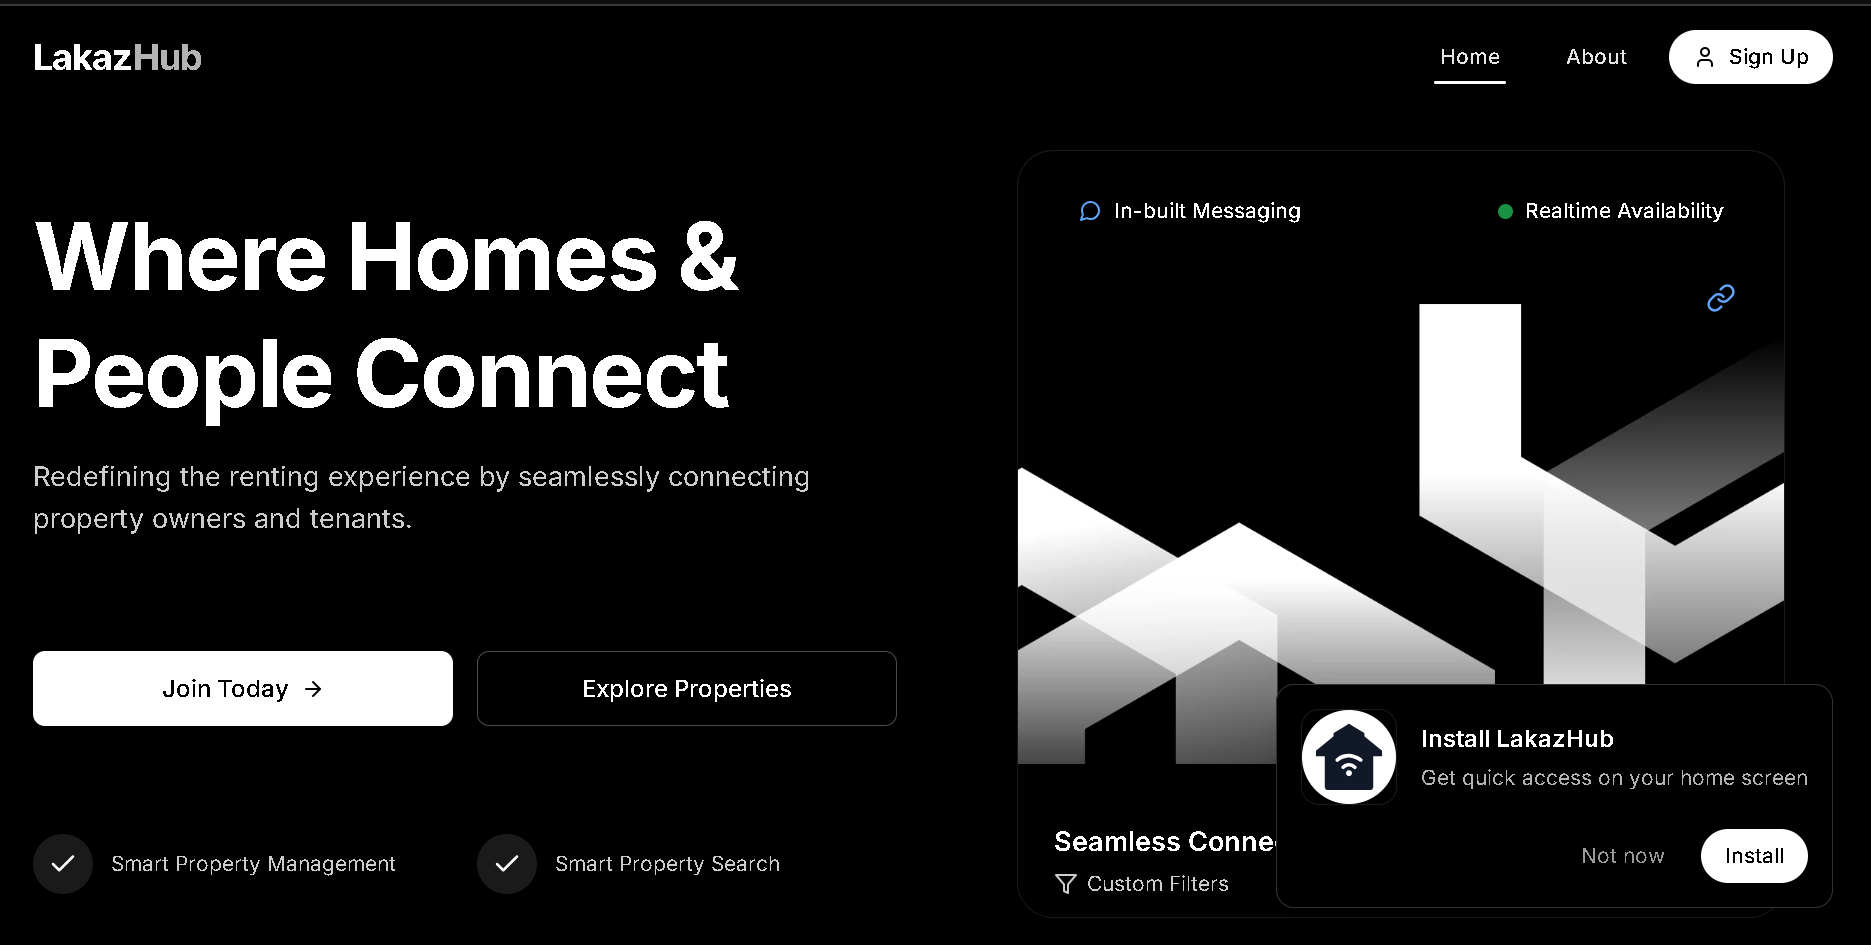 LakazHub
Home
About
Sign Up
Where Homes &
People Connect
Redefining the renting experience by seamlessly connecting
property owners and tenants.
Join Today
Explore Properties
Smart Property Management
Smart Property Search
In-built Messaging
Realtime Availability
Seamless
Custom Filters
Install LakazHub
Get quick access on your home screen
Not now
Install